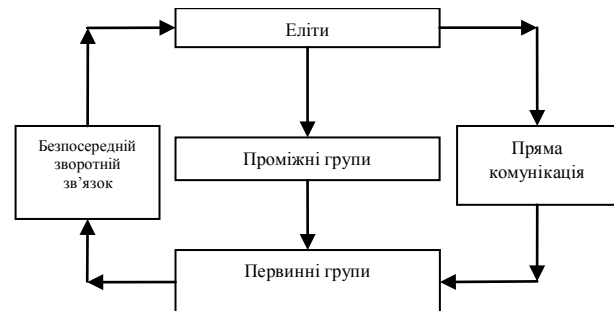 Еліти
Безпосередній
зворотній
зв’язок
Проміжні групи
Пряма
комунікація
Первинні групи